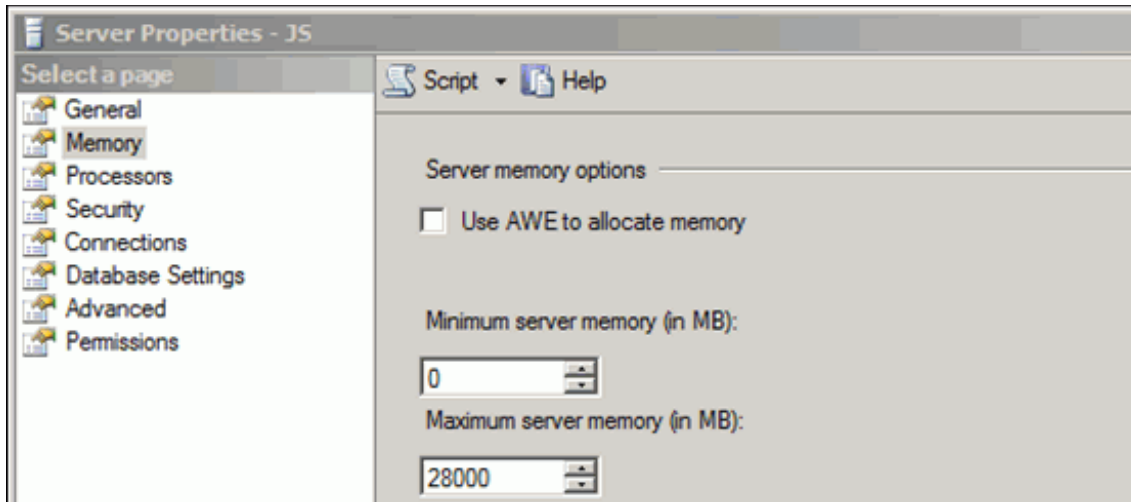 Server Properties - JS
Select a page
General
Memory
Processors
Security
Connections
Database Settings
Advanced
Permissions
Script Help
Server memory options
Use AWE to allocate memory
Minimum server memory (in MB):
0
Maximum server memory (in MB):
28000